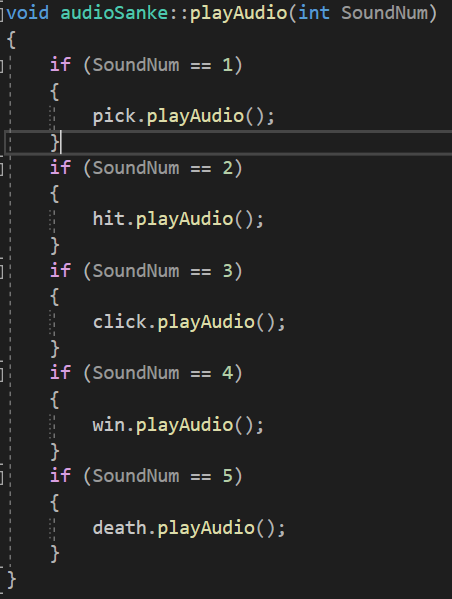 void audioSanke::playAudio(int SoundNum)
{
    if (SoundNum == 1)
    {
        pick.playAudio();
    }
    if (SoundNum == 2)
    {
        hit.playAudio();
    }
    if (SoundNum == 3)
    {
        click.playAudio();
    }
    if (SoundNum == 4)
    {
        win.playAudio();
    }
    if (SoundNum == 5)
    {
        death.playAudio();
    }
}